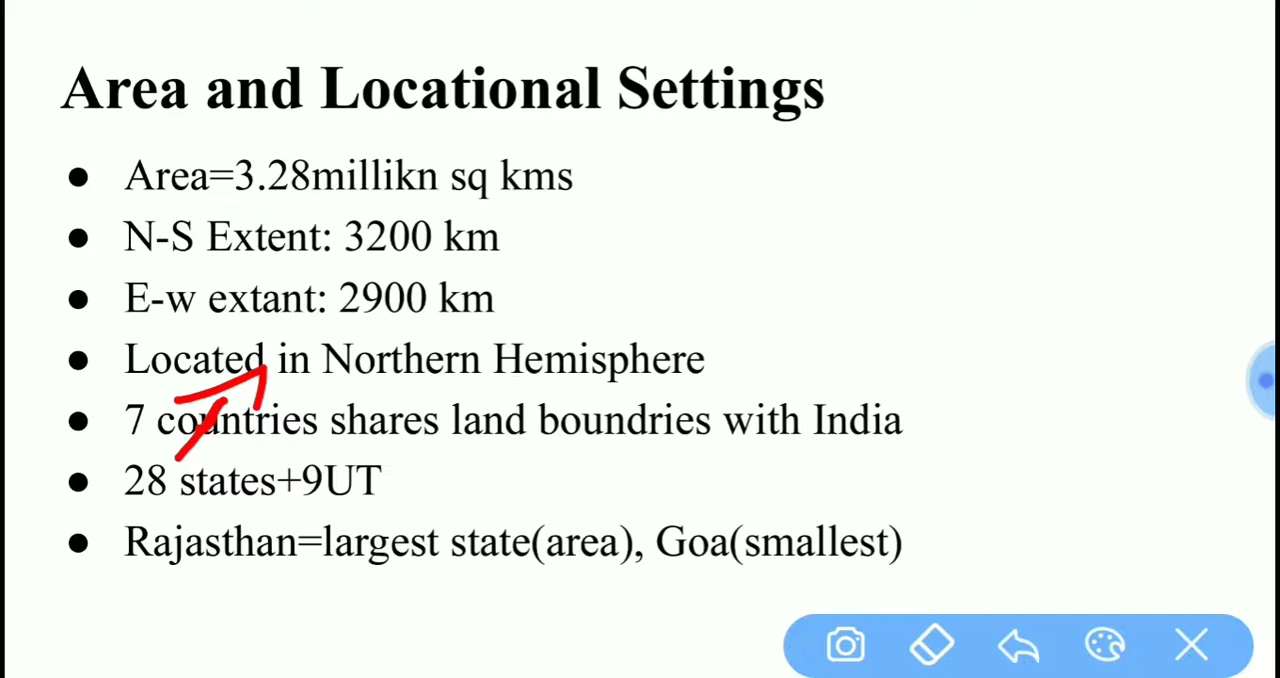 Area and Locational Settings
● Area=3.28millikn sq kms
● N-S Extent: 3200 km
● E-w extant: 2900 km
● Located in Northern Hemisphere
● 7 countries shares land boundries with India
● 28 states+9UT
● Rajasthan=largest state(area), Goa(smallest)